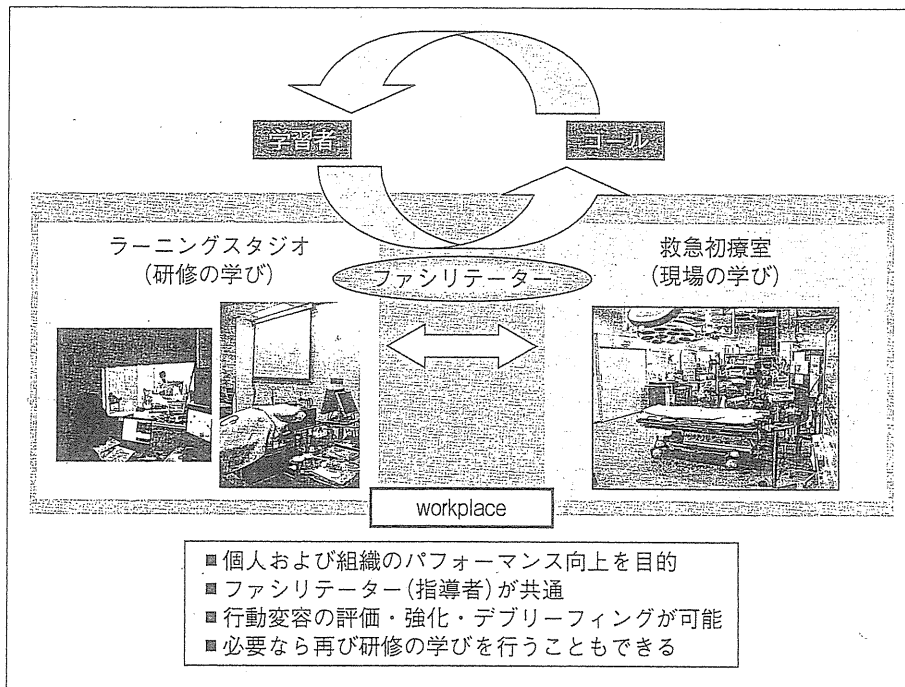 学習者
コール
ラーニングスタジオ
(研修の学び)
ファシリテーター
救急初療室
(現場の学び)
workplace
■個人および組織のパフォーマンス向上を目的
■ファシリテーター(指導者)が共通
■行動変容の評価・強化・デブリーフィングが可能
■必要なら再び研修の学びを行うこともできる